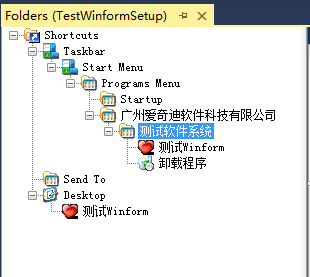 Folders (TestWinformSetup)
Shortcuts
Taskbar
Start Menu
Programs Menu
Startup
广州爱奇迪软件科技有限公司
测试软件系统
测试Winform
卸载程序
Send To
Desktop
测试Winform